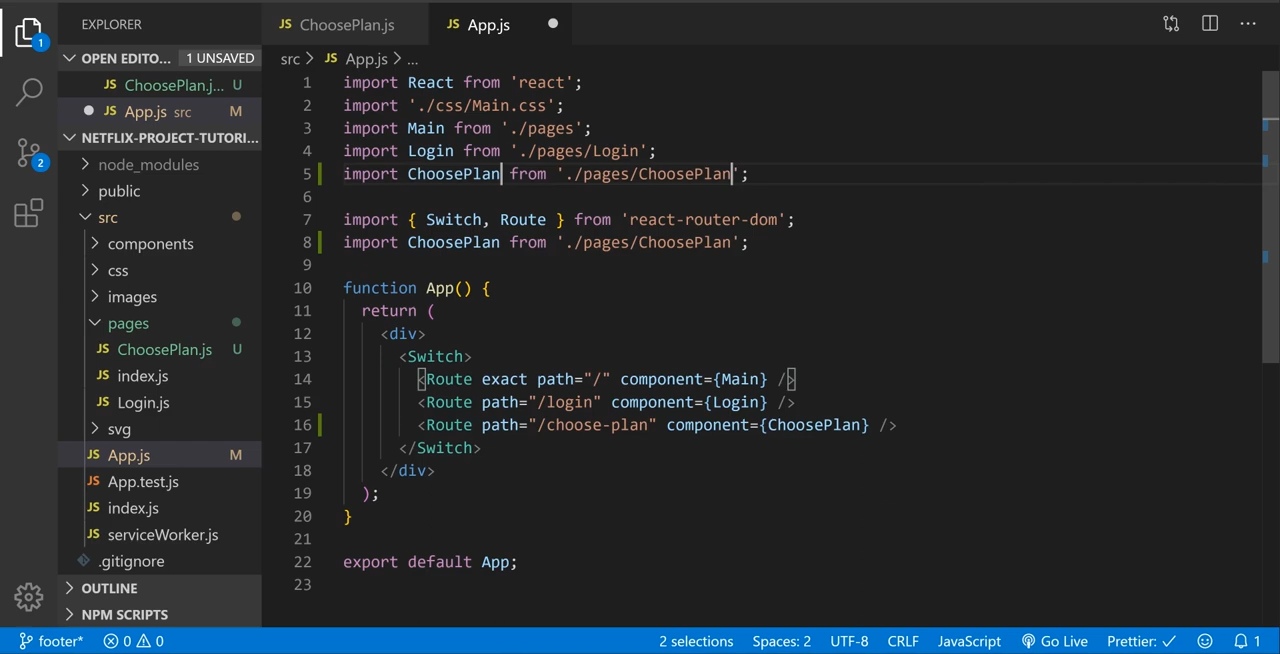 EXPLORER
JS ChoosePlan.js
JS App.js
1
OPEN EDITO... 1 UNSAVED
JS ChoosePlan.j... U
JS App.js src M
NETFLIX-PROJECT-TUTORI...
node_modules
public
src
components
css
images
pages
JS ChoosePlan.js U
JS index.js
JS Login.js
svg
JS App.js M
JS App.test.js
JS index.js
JS serviceWorker.js
.gitignore
OUTLINE
NPM SCRIPTS
2
src > JS App.js > ...
1 import React from 'react';
2 import './css/Main.css';
3 import Main from './pages';
4 import Login from './pages/Login';
5 import ChoosePlan from './pages/ChoosePlan';
6
7 import { Switch, Route } from 'react-router-dom';
8 import ChoosePlan from './pages/ChoosePlan';
9
10 function App() {
11 return (
12 <div>
13 <Switch>
14 <Route exact path="/" component={Main} />
15 <Route path="/login" component={Login} />
16 <Route path="/choose-plan" component={ChoosePlan} />
17 </Switch>
18 </div>
19 );
20 }
21
22 export default App;
23
footer* 0 0 2 selections Spaces: 2 UTF-8 CRLF JavaScript Go Live Prettier: ✓ 1